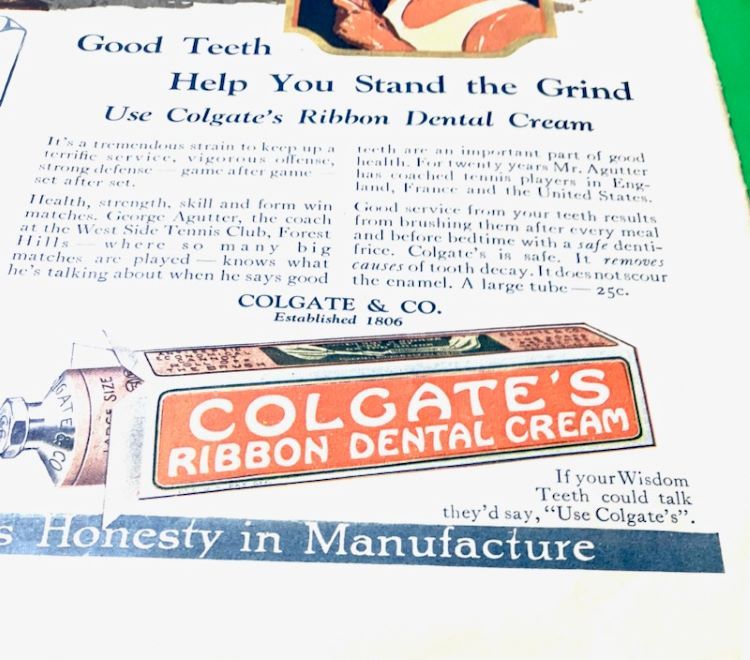 Good Teeth
Help You Stand the Grind
Use Colgate's Ribbon Dental Cream
It's a tremendous strain to keep up a
terrific service, vigorous offense,
strong defense — game after game —
set after set.
Health, strength, skill and form win
matches. George Agutter, the coach
at the West Side Tennis Club, Forest
Hills — where so many big
matches are played — knows what
he's talking about when he says good
teeth are an important part of good
health. For twenty years Mr. Agutter
has coached tennis players in Eng-
land, France and the United States.
Good service from your teeth results
from brushing them after every meal
and before bedtime with a safe denti-
frice. Colgate's is safe. It removes
causes of tooth decay. It does not scour
the enamel. A large tube — 25c.
COLGATE & CO.
Established 1806
LARGE SIZE
COLGATE'S
RIBBON DENTAL CREAM
If your Wisdom
Teeth could talk
they'd say, "Use Colgate's".
s Honesty in Manufacture